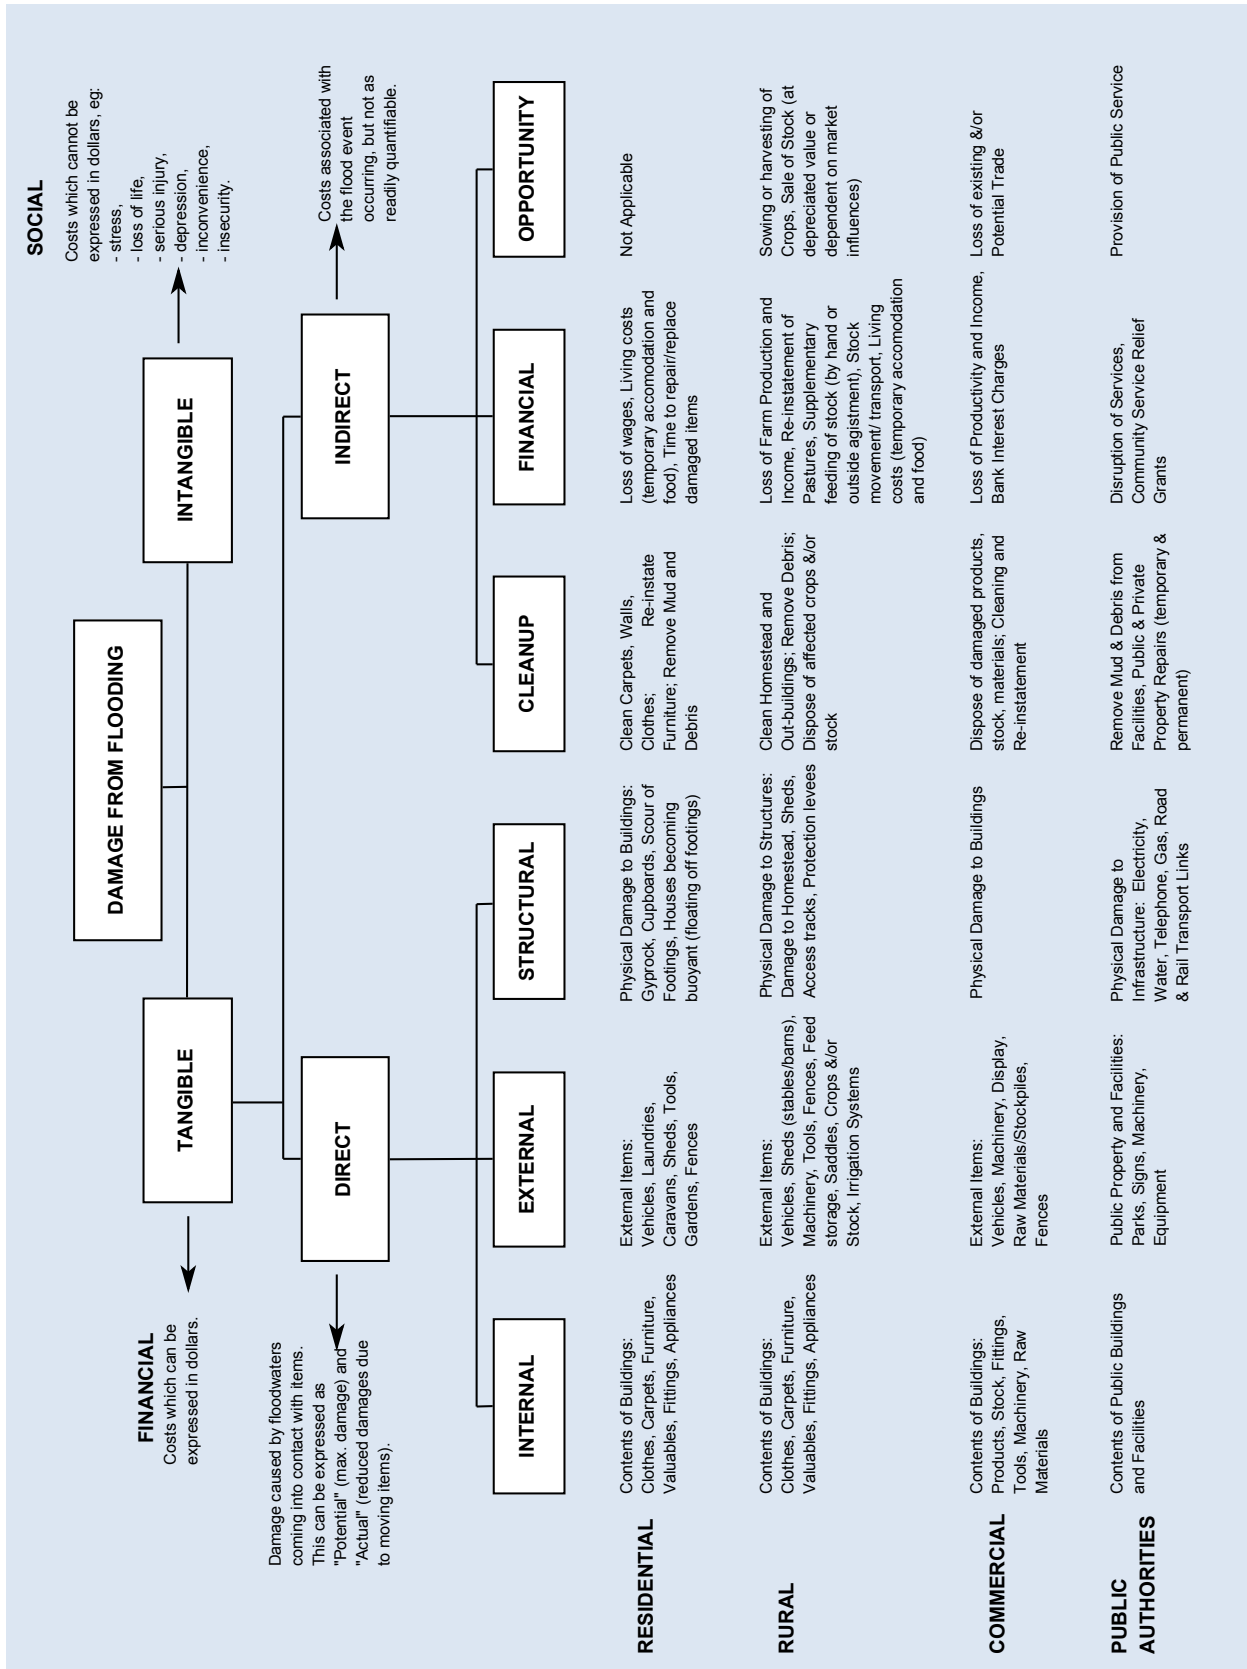 DAMAGE FROM FLOODING
FINANCIAL
Costs which can be
expressed in dollars.
TANGIBLE
INTANGIBLE
SOCIAL
Costs which cannot be
expressed in dollars, eg:
- stress,
- loss of life,
- serious injury,
- depression,
- inconvenience,
- insecurity.
Damage caused by floodwaters
coming into contact with items.
This can be expressed as
"Potential" (max. damage) and
"Actual" (reduced damages due
to moving items).
DIRECT
INDIRECT
Costs associated with
the flood event
occurring, but not as
readily quantifiable.
INTERNAL
EXTERNAL
STRUCTURAL
CLEANUP
FINANCIAL
OPPORTUNITY
RESIDENTIAL
Contents of Buildings:
Clothes, Carpets, Furniture,
Valuables, Fittings, Appliances
External Items:
Vehicles, Laundries,
Caravans, Sheds, Tools,
Gardens, Fences
Physical Damage to Buildings:
Gyprock, Cupboards, Scour of
Footings, Houses becoming
buoyant (floating off footings)
Clean Carpets, Walls,
Clothes; Re-instate
Furniture; Remove Mud and
Debris
Loss of wages, Living costs
(temporary accomodation and
food), Time to repair/replace
damaged items
Not Applicable
RURAL
Contents of Buildings:
Clothes, Carpets, Furniture,
Valuables, Fittings, Appliances
External Items:
Vehicles, Sheds (stables/barns),
Machinery, Tools, Fences, Feed
storage, Saddles, Crops &/or
Stock, Irrigation Systems
Physical Damage to Structures:
Damage to Homestead, Sheds,
Access tracks, Protection levees
Clean Homestead and
Out-buildings; Remove Debris;
Dispose of affected crops &/or
stock
Loss of Farm Production and
Income, Re-instatement of
Pastures, Supplementary
feeding of stock (by hand or
outside agistment), Stock
movement/ transport, Living
costs (temporary accomodation
and food)
Sowing or harvesting of
Crops, Sale of Stock (at
depreciated value or
dependent on market
influences)
COMMERCIAL
Contents of Buildings:
Products, Stock, Fittings,
Tools, Machinery, Raw
Materials
External Items:
Vehicles, Machinery, Display,
Raw Materials/Stockpiles,
Fences
Physical Damage to Buildings
Dispose of damaged products,
stock, materials; Cleaning and
Re-instatement
Loss of Productivity and Income,
Bank Interest Charges
Loss of existing &/or
Potential Trade
PUBLIC
AUTHORITIES
Contents of Public Buildings
and Facilities
Public Property and Facilities:
Parks, Signs, Machinery,
Equipment
Physical Damage to
Infrastructure: Electricity,
Water, Telephone, Gas, Road
& Rail Transport Links
Remove Mud & Debris from
Facilities, Public & Private
Property Repairs (temporary &
permanent)
Disruption of Services,
Community Service Relief
Grants
Provision of Public Service